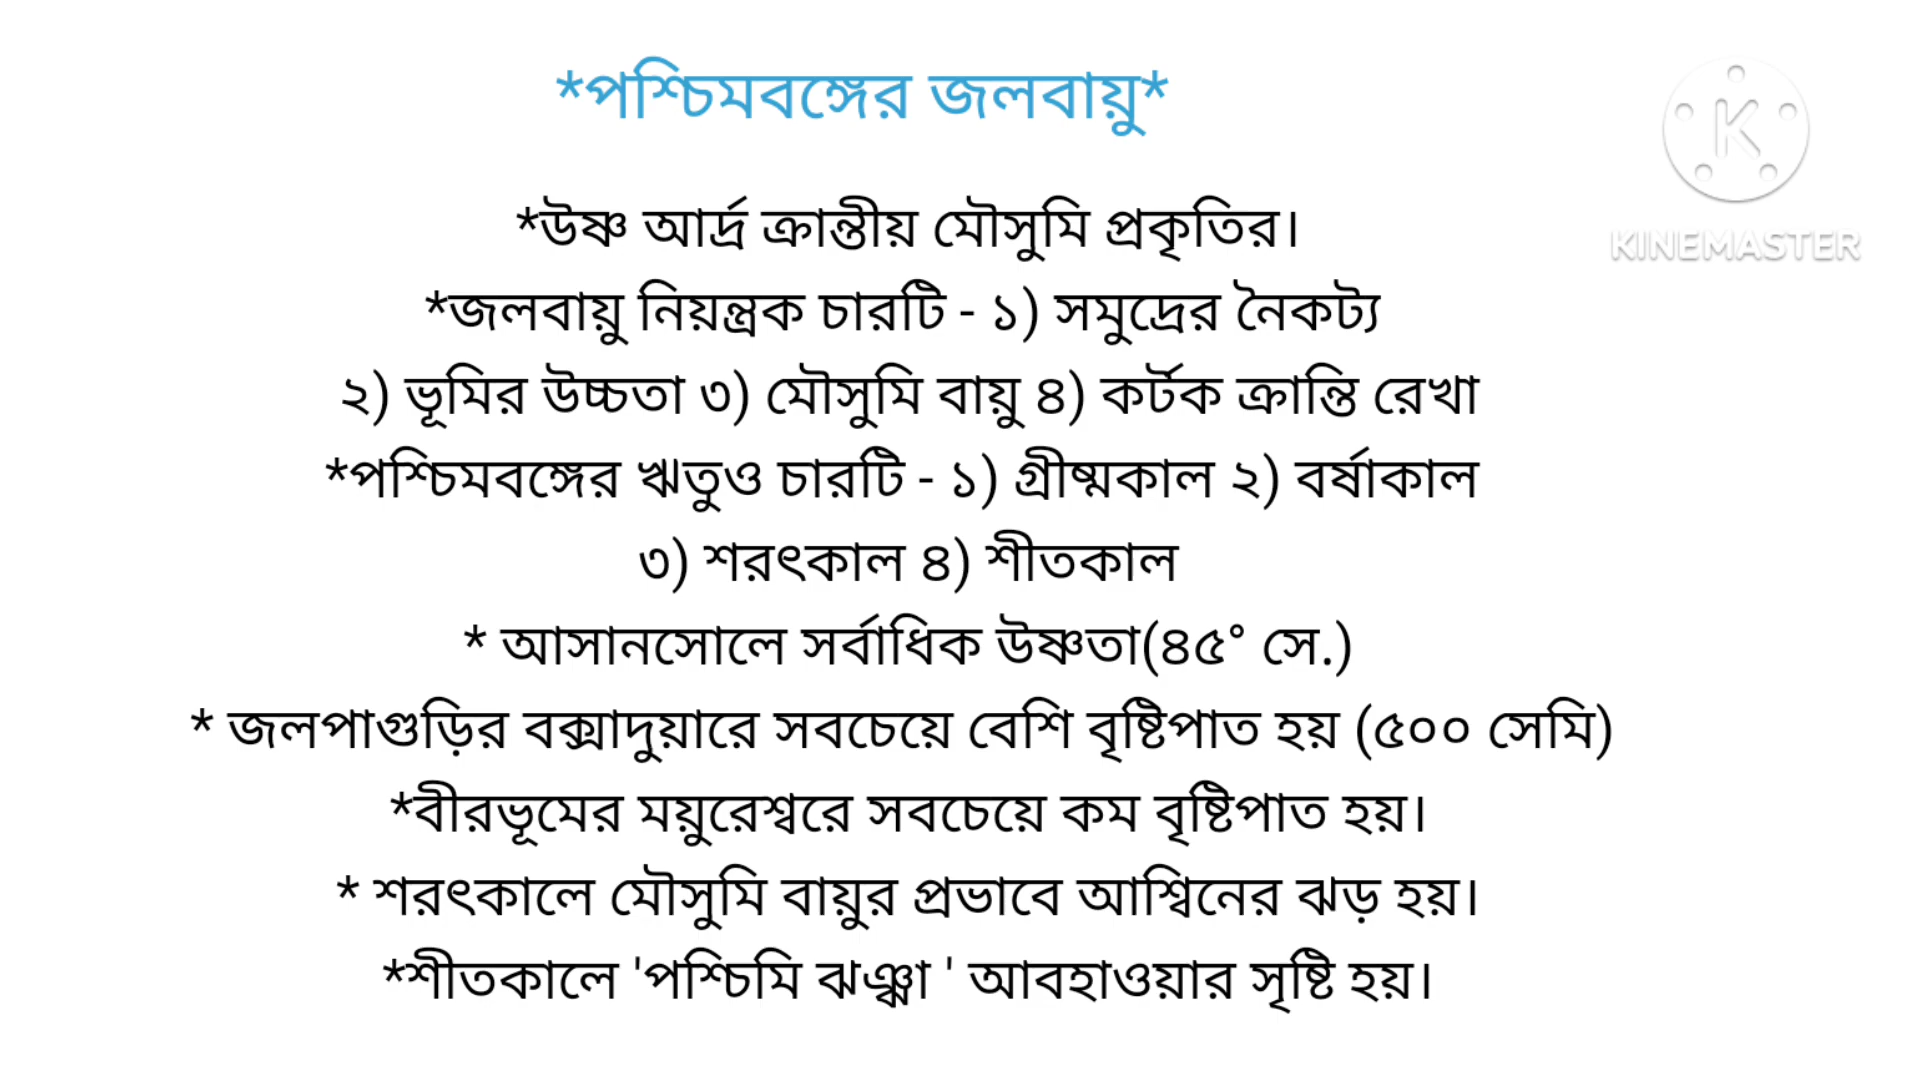 *পশ্চিমবঙ্গের জলবায়ু*
*উষ্ণ আর্দ্র ক্রান্তীয় মৌসুমি প্রকৃতির।
*জলবায়ু নিয়ন্ত্রক চারটি - ১) সমুদ্রের নৈকট্য
২) ভূমির উচ্চতা ৩) মৌসুমি বায়ু ৪) কর্টক ক্রান্তি রেখা
*পশ্চিমবঙ্গের ঋতুও চারটি - ১) গ্রীষ্মকাল ২) বর্ষাকাল
৩) শরৎকাল ৪) শীতকাল
* আসানসোলে সর্বাধিক উষ্ণতা(৪৫° সে.)
* জলপাগুড়ির বক্সাদুয়ারে সবচেয়ে বেশি বৃষ্টিপাত হয় (৫০০ সেমি)
*বীরভূমের ময়ুরেশ্বরে সবচেয়ে কম বৃষ্টিপাত হয়।
* শরৎকালে মৌসুমি বায়ুর প্রভাবে আশ্বিনের ঝড় হয়।
*শীতকালে 'পশ্চিমি ঝঞ্ঝা ' আবহাওয়ার সৃষ্টি হয়।
K
KINEMASTER